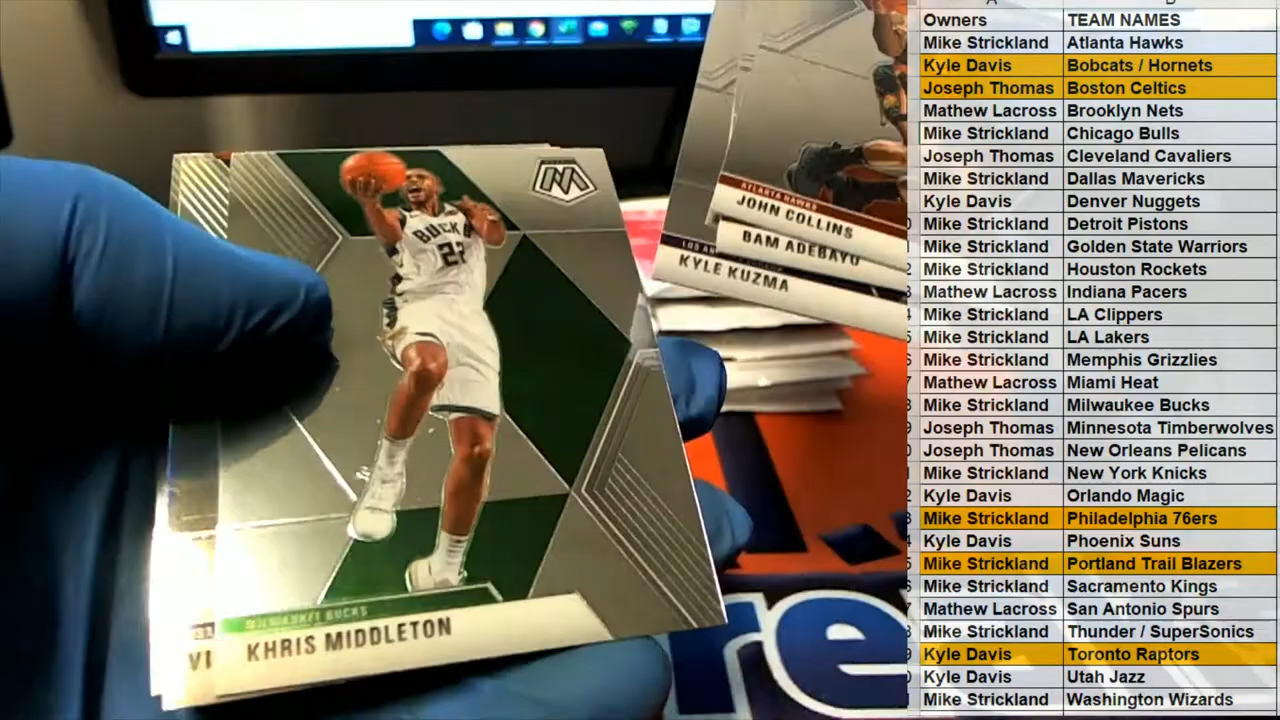 A B
Owners TEAM NAMES
Mike Strickland Atlanta Hawks
Kyle Davis Bobcats / Hornets
Joseph Thomas Boston Celtics
Mathew Lacross Brooklyn Nets
Mike Strickland Chicago Bulls
Joseph Thomas Cleveland Cavaliers
Mike Strickland Dallas Mavericks
Kyle Davis Denver Nuggets
Mike Strickland Detroit Pistons
Mike Strickland Golden State Warriors
Mike Strickland Houston Rockets
Mathew Lacross Indiana Pacers
Mike Strickland LA Clippers
Mike Strickland LA Lakers
Mike Strickland Memphis Grizzlies
Mathew Lacross Miami Heat
Mike Strickland Milwaukee Bucks
Joseph Thomas Minnesota Timberwolves
Joseph Thomas New Orleans Pelicans
Mike Strickland New York Knicks
Kyle Davis Orlando Magic
Mike Strickland Philadelphia 76ers
Kyle Davis Phoenix Suns
Mike Strickland Portland Trail Blazers
Mike Strickland Sacramento Kings
Mathew Lacross San Antonio Spurs
Mike Strickland Thunder / SuperSonics
Kyle Davis Toronto Raptors
Kyle Davis Utah Jazz
Mike Strickland Washington Wizards
ATLANTA HAWKS
JOHN COLLINS
BAM ADEBAYO
LOS AN
KYLE KUZMA
M
BUCKS
22
MILWAUKEE BUCKS
KHRIS MIDDLETON
VI
re